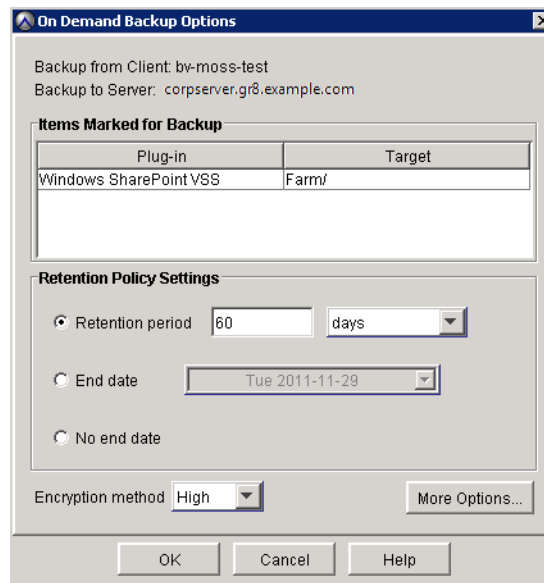 On Demand Backup Options
Backup from Client: bv-moss-test
Backup to Server: corpserver.gr8.example.com
Items Marked for Backup
Plug-in Target
Windows SharePoint VSS Farm/
Retention Policy Settings
Retention period 60 days
End date Tue 2011-11-29
No end date
Encryption method High More Options...
OK Cancel Help